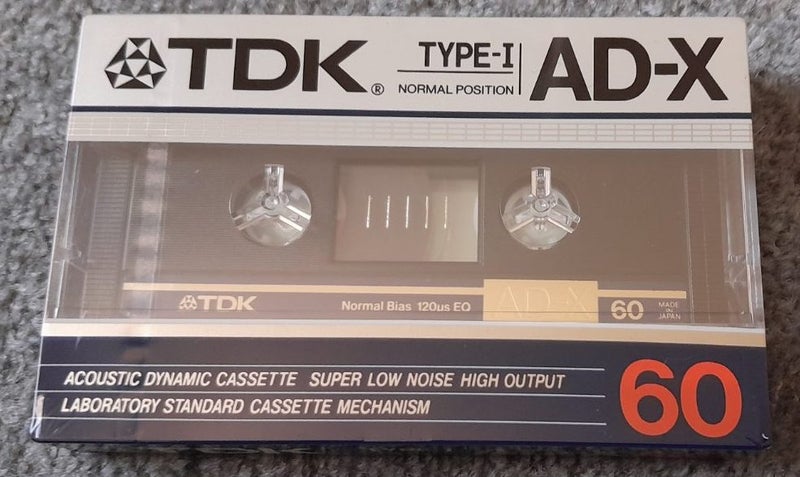 TDK® TYPE-I AD-X
NORMAL POSITION
TDK Normal Bias 120us EQ AD-X 60 MADE IN JAPAN
ACOUSTIC DYNAMIC CASSETTE SUPER LOW NOISE HIGH OUTPUT
LABORATORY STANDARD CASSETTE MECHANISM
60